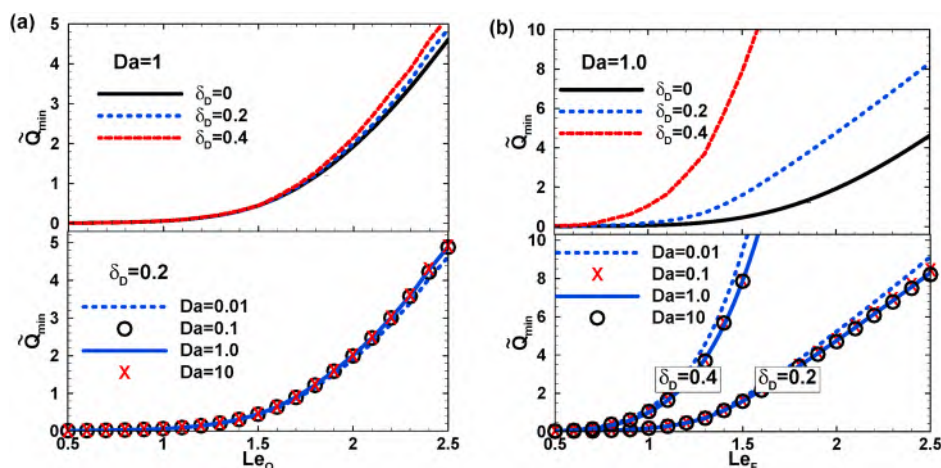 (a)
Da=1
δD=0
δD=0.2
δD=0.4
Q̃min
5
4
3
2
1
0
δD=0.2
Da=0.01
Da=0.1
Da=1.0
Da=10
Q̃min
5
4
3
2
1
0
0.5 1 1.5 2 2.5
LeO
(b)
Da=1.0
δD=0
δD=0.2
δD=0.4
Q̃min
10
8
6
4
2
0
Da=0.01
Da=0.1
Da=1.0
Da=10
δD=0.4 δD=0.2
Q̃min
10
8
6
4
2
0
0.5 1.0 1.5 2.0 2.5
LeF